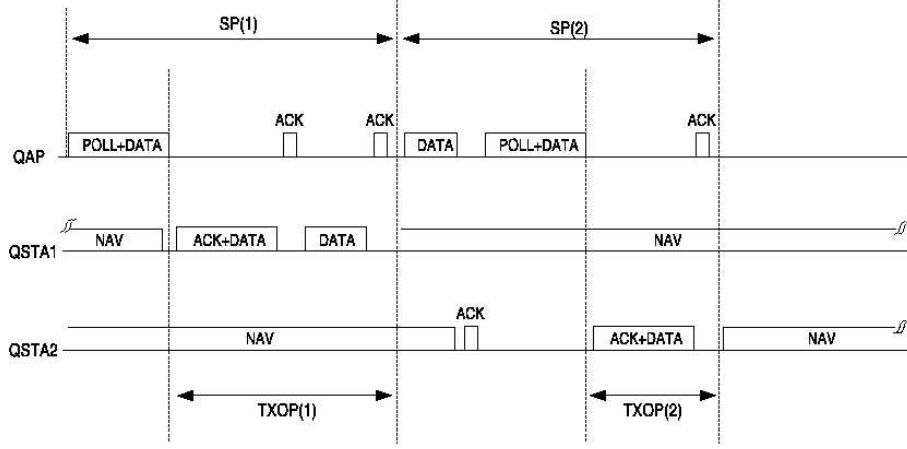 SP(1) SP(2)
ACK ACK ACK
QAP POLL+DATA DATA POLL+DATA
QSTA1 NAV ACK+DATA DATA NAV
ACK
QSTA2 NAV ACK+DATA NAV
TXOP(1) TXOP(2)